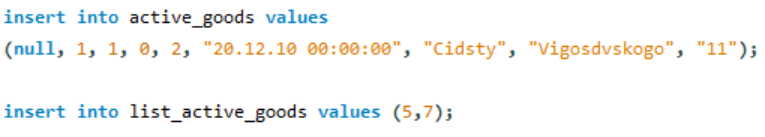 insert into active_goods values
(null, 1, 1, 0, 2, "20.12.10 00:00:00", "Cidsty", "Vigosdvskogo", "11");
insert into list_active_goods values (5,7);